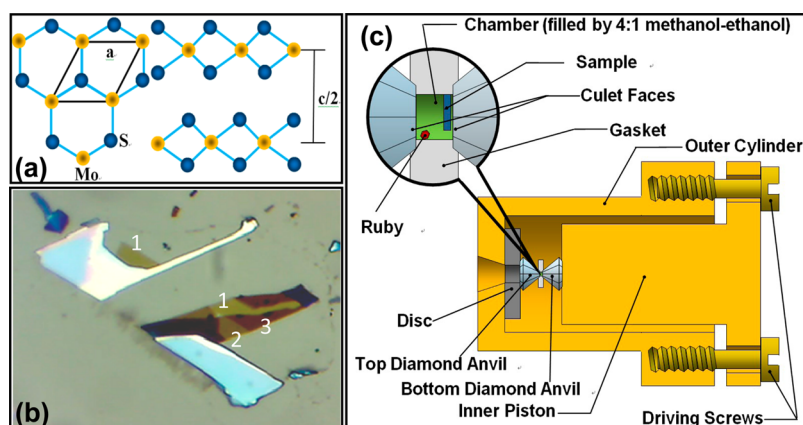 a
c/2
S
Mo
(a)
1
1
2
3
(b)
(c)
Chamber (filled by 4:1 methanol-ethanol)
Sample
Culet Faces
Gasket
Outer Cylinder
Ruby
Disc
Top Diamond Anvil
Bottom Diamond Anvil
Inner Piston
Driving Screws